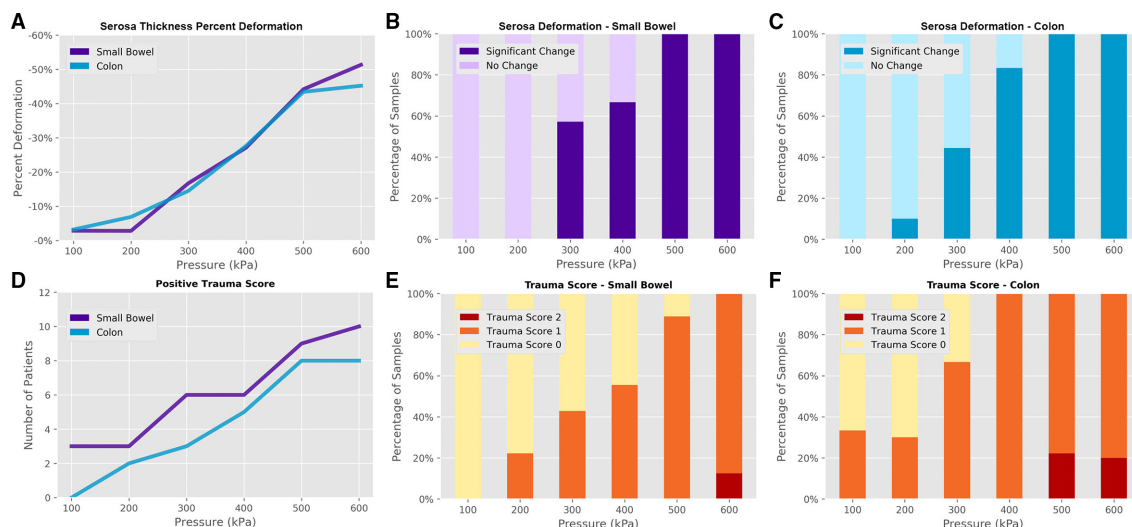 A
Serosa Thickness Percent Deformation
-60%
-50%
-40%
-30%
-20%
-10%
-0%
Percent Deformation
Small Bowel
Colon
100 200 300 400 500 600
Pressure (kPa)
B
Serosa Deformation - Small Bowel
100%
80%
60%
40%
20%
0%
Percentage of Samples
Significant Change
No Change
100 200 300 400 500 600
Pressure (kPa)
C
Serosa Deformation - Colon
100%
80%
60%
40%
20%
0%
Percentage of Samples
Significant Change
No Change
100 200 300 400 500 600
Pressure (kPa)
D
Positive Trauma Score
12
10
8
6
4
2
0
Number of Patients
Small Bowel
Colon
100 200 300 400 500 600
Pressure (kPa)
E
Trauma Score - Small Bowel
100%
80%
60%
40%
20%
0%
Percentage of Samples
Trauma Score 2
Trauma Score 1
Trauma Score 0
100 200 300 400 500 600
Pressure (kPa)
F
Trauma Score - Colon
100%
80%
60%
40%
20%
0%
Percentage of Samples
Trauma Score 2
Trauma Score 1
Trauma Score 0
100 200 300 400 500 600
Pressure (kPa)